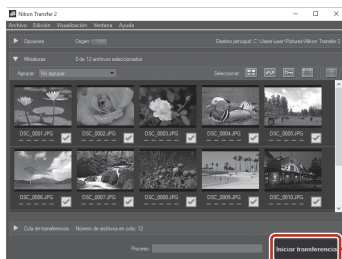 Nikon Transfer 2
Archivo Edición Visualización Ventana Ayuda
Opciones Origen Destino principal: C:\Users\user\Pictures\Nikon Transfer 2
Miniaturas 0 de 12 archivos seleccionados
Agrupar: No agrupar Seleccionar:
DSC_0001.JPG DSC_0002.JPG DSC_0003.JPG DSC_0004.JPG DSC_0005.JPG
DSC_0006.JPG DSC_0007.JPG DSC_0008.JPG DSC_0009.JPG DSC_0010.JPG
Cola de transferencias Número de archivos en cola: 12
Proceso: Iniciar transferencia